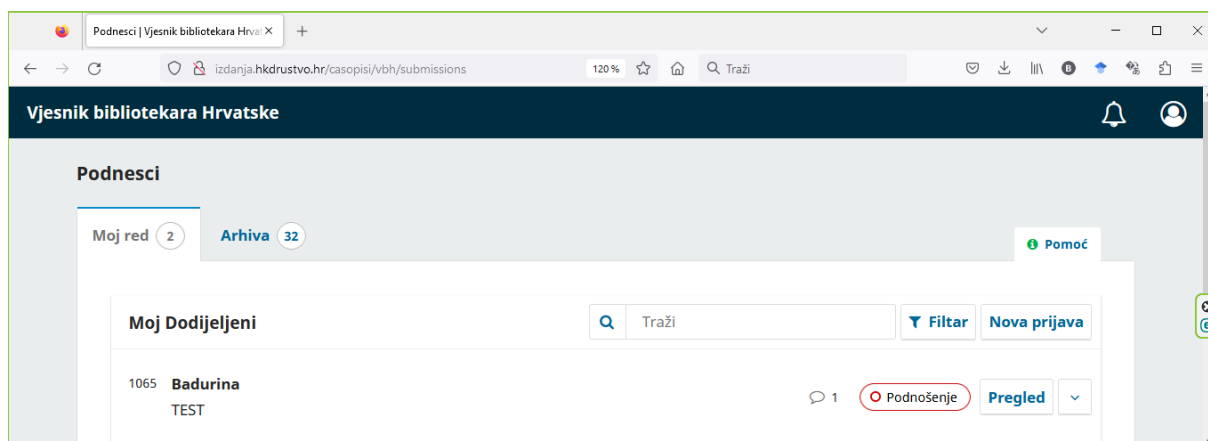 Podnesci | Vjesnik bibliotekara Hrvat
izdanja.hkdrustvo.hr/casopisi/vbh/submissions 120 % Traži
Vjesnik bibliotekara Hrvatske
Podnesci
Moj red 2 Arhiva 32
Pomoć
Moj Dodijeljeni Traži Filtar Nova prijava
1065 Badurina 1 Podnošenje Pregled
TEST